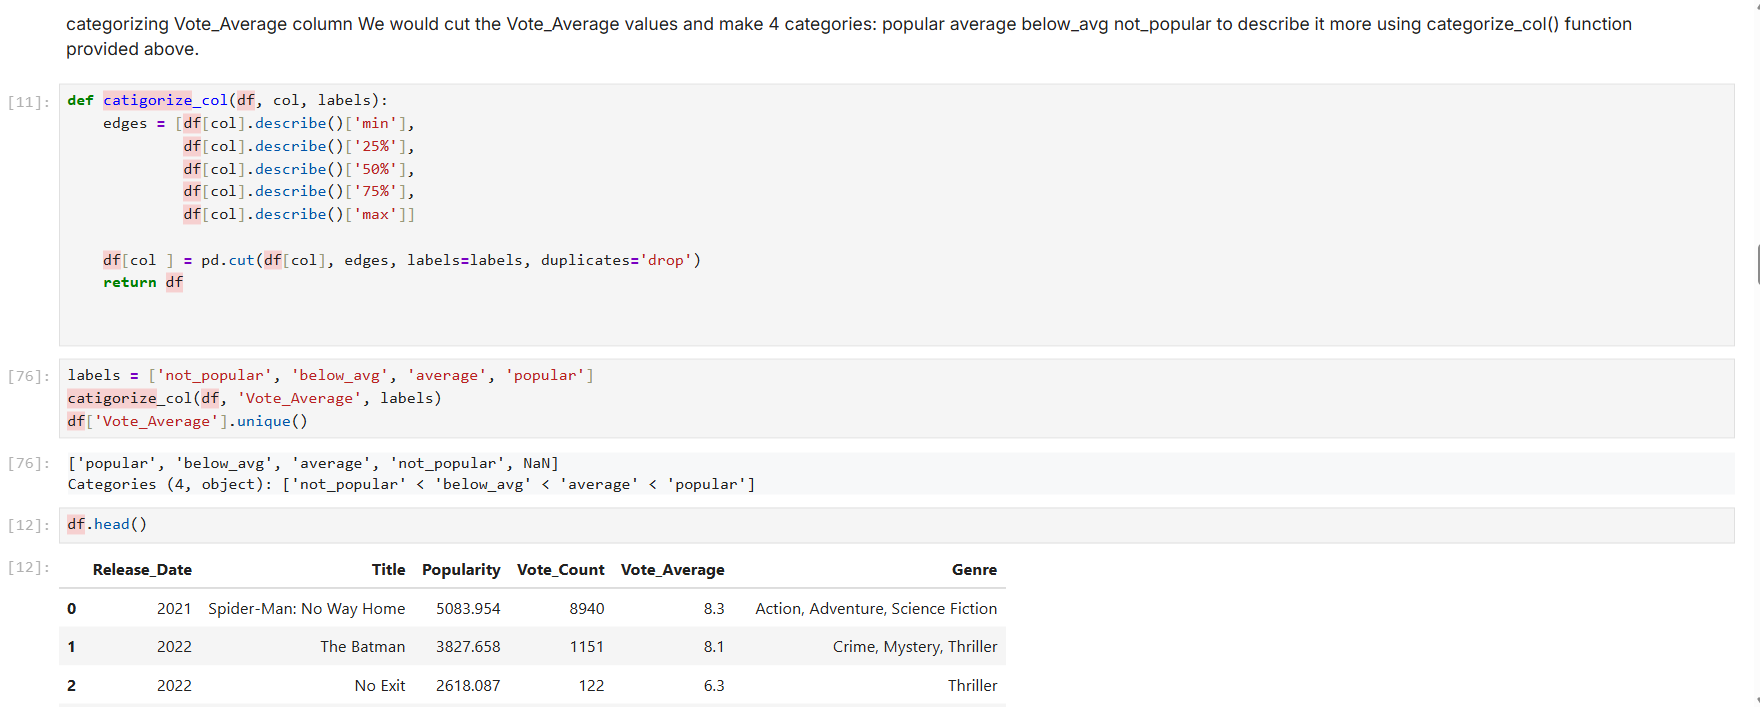 categorizing Vote_Average column We would cut the Vote_Average values and make 4 categories: popular average below_avg not_popular to describe it more using categorize_col() function
provided above.
[11]: def catigorize_col(df, col, labels):
    edges = [df[col].describe()['min'],
             df[col].describe()['25%'],
             df[col].describe()['50%'],
             df[col].describe()['75%'],
             df[col].describe()['max']]
    df[col ] = pd.cut(df[col], edges, labels=labels, duplicates='drop')
    return df
[76]: labels = ['not_popular', 'below_avg', 'average', 'popular']
catigorize_col(df, 'Vote_Average', labels)
df['Vote_Average'].unique()
[76]: ['popular', 'below_avg', 'average', 'not_popular', NaN]
Categories (4, object): ['not_popular' < 'below_avg' < 'average' < 'popular']
[12]: df.head()
[12]: Release_Date Title Popularity Vote_Count Vote_Average Genre
0 2021 Spider-Man: No Way Home 5083.954 8940 8.3 Action, Adventure, Science Fiction
1 2022 The Batman 3827.658 1151 8.1 Crime, Mystery, Thriller
2 2022 No Exit 2618.087 122 6.3 Thriller